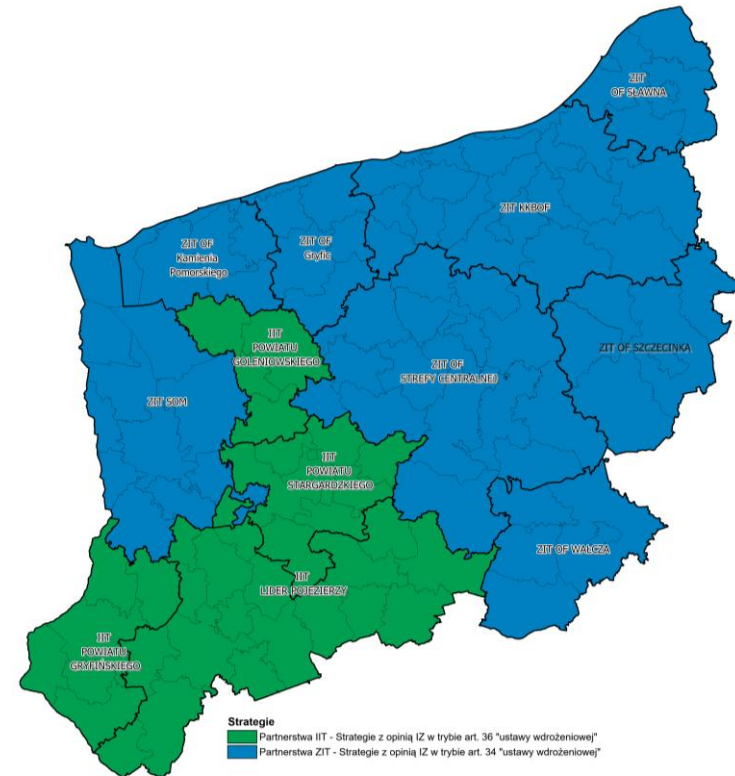 ZIT
OF SŁAWNA
ZIT KKBOF
ZIT OF
Kamienia
Pomorskiego
ZIT OF
Gryfic
IIT
POWIATU
GOLENIOWSKIEGO
ZIT OF SZCZECINKA
ZIT OF
STREFY CENTRALNEJ
ZIT SOM
IIT
POWIATU
STARGARDZKIEGO
ZIT OF WAŁCZA
IIT
LIDER POJEZIERZY
IIT
POWIATU
GRYFIŃSKIEGO
Strategie
Partnerstwa IIT - Strategie z opinią IZ w trybie art. 36 "ustawy wdrożeniowej"
Partnerstwa ZIT - Strategie z opinią IZ w trybie art. 34 "ustawy wdrożeniowej"